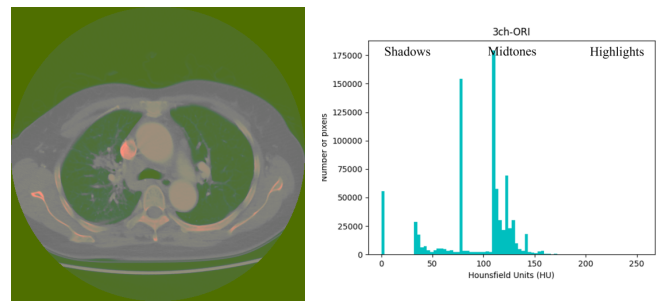 3ch-ORI
Shadows Midtones Highlights
175000
150000
125000
100000
75000
50000
25000
0
Number of pixels
0 50 100 150 200 250
Hounsfield Units (HU)